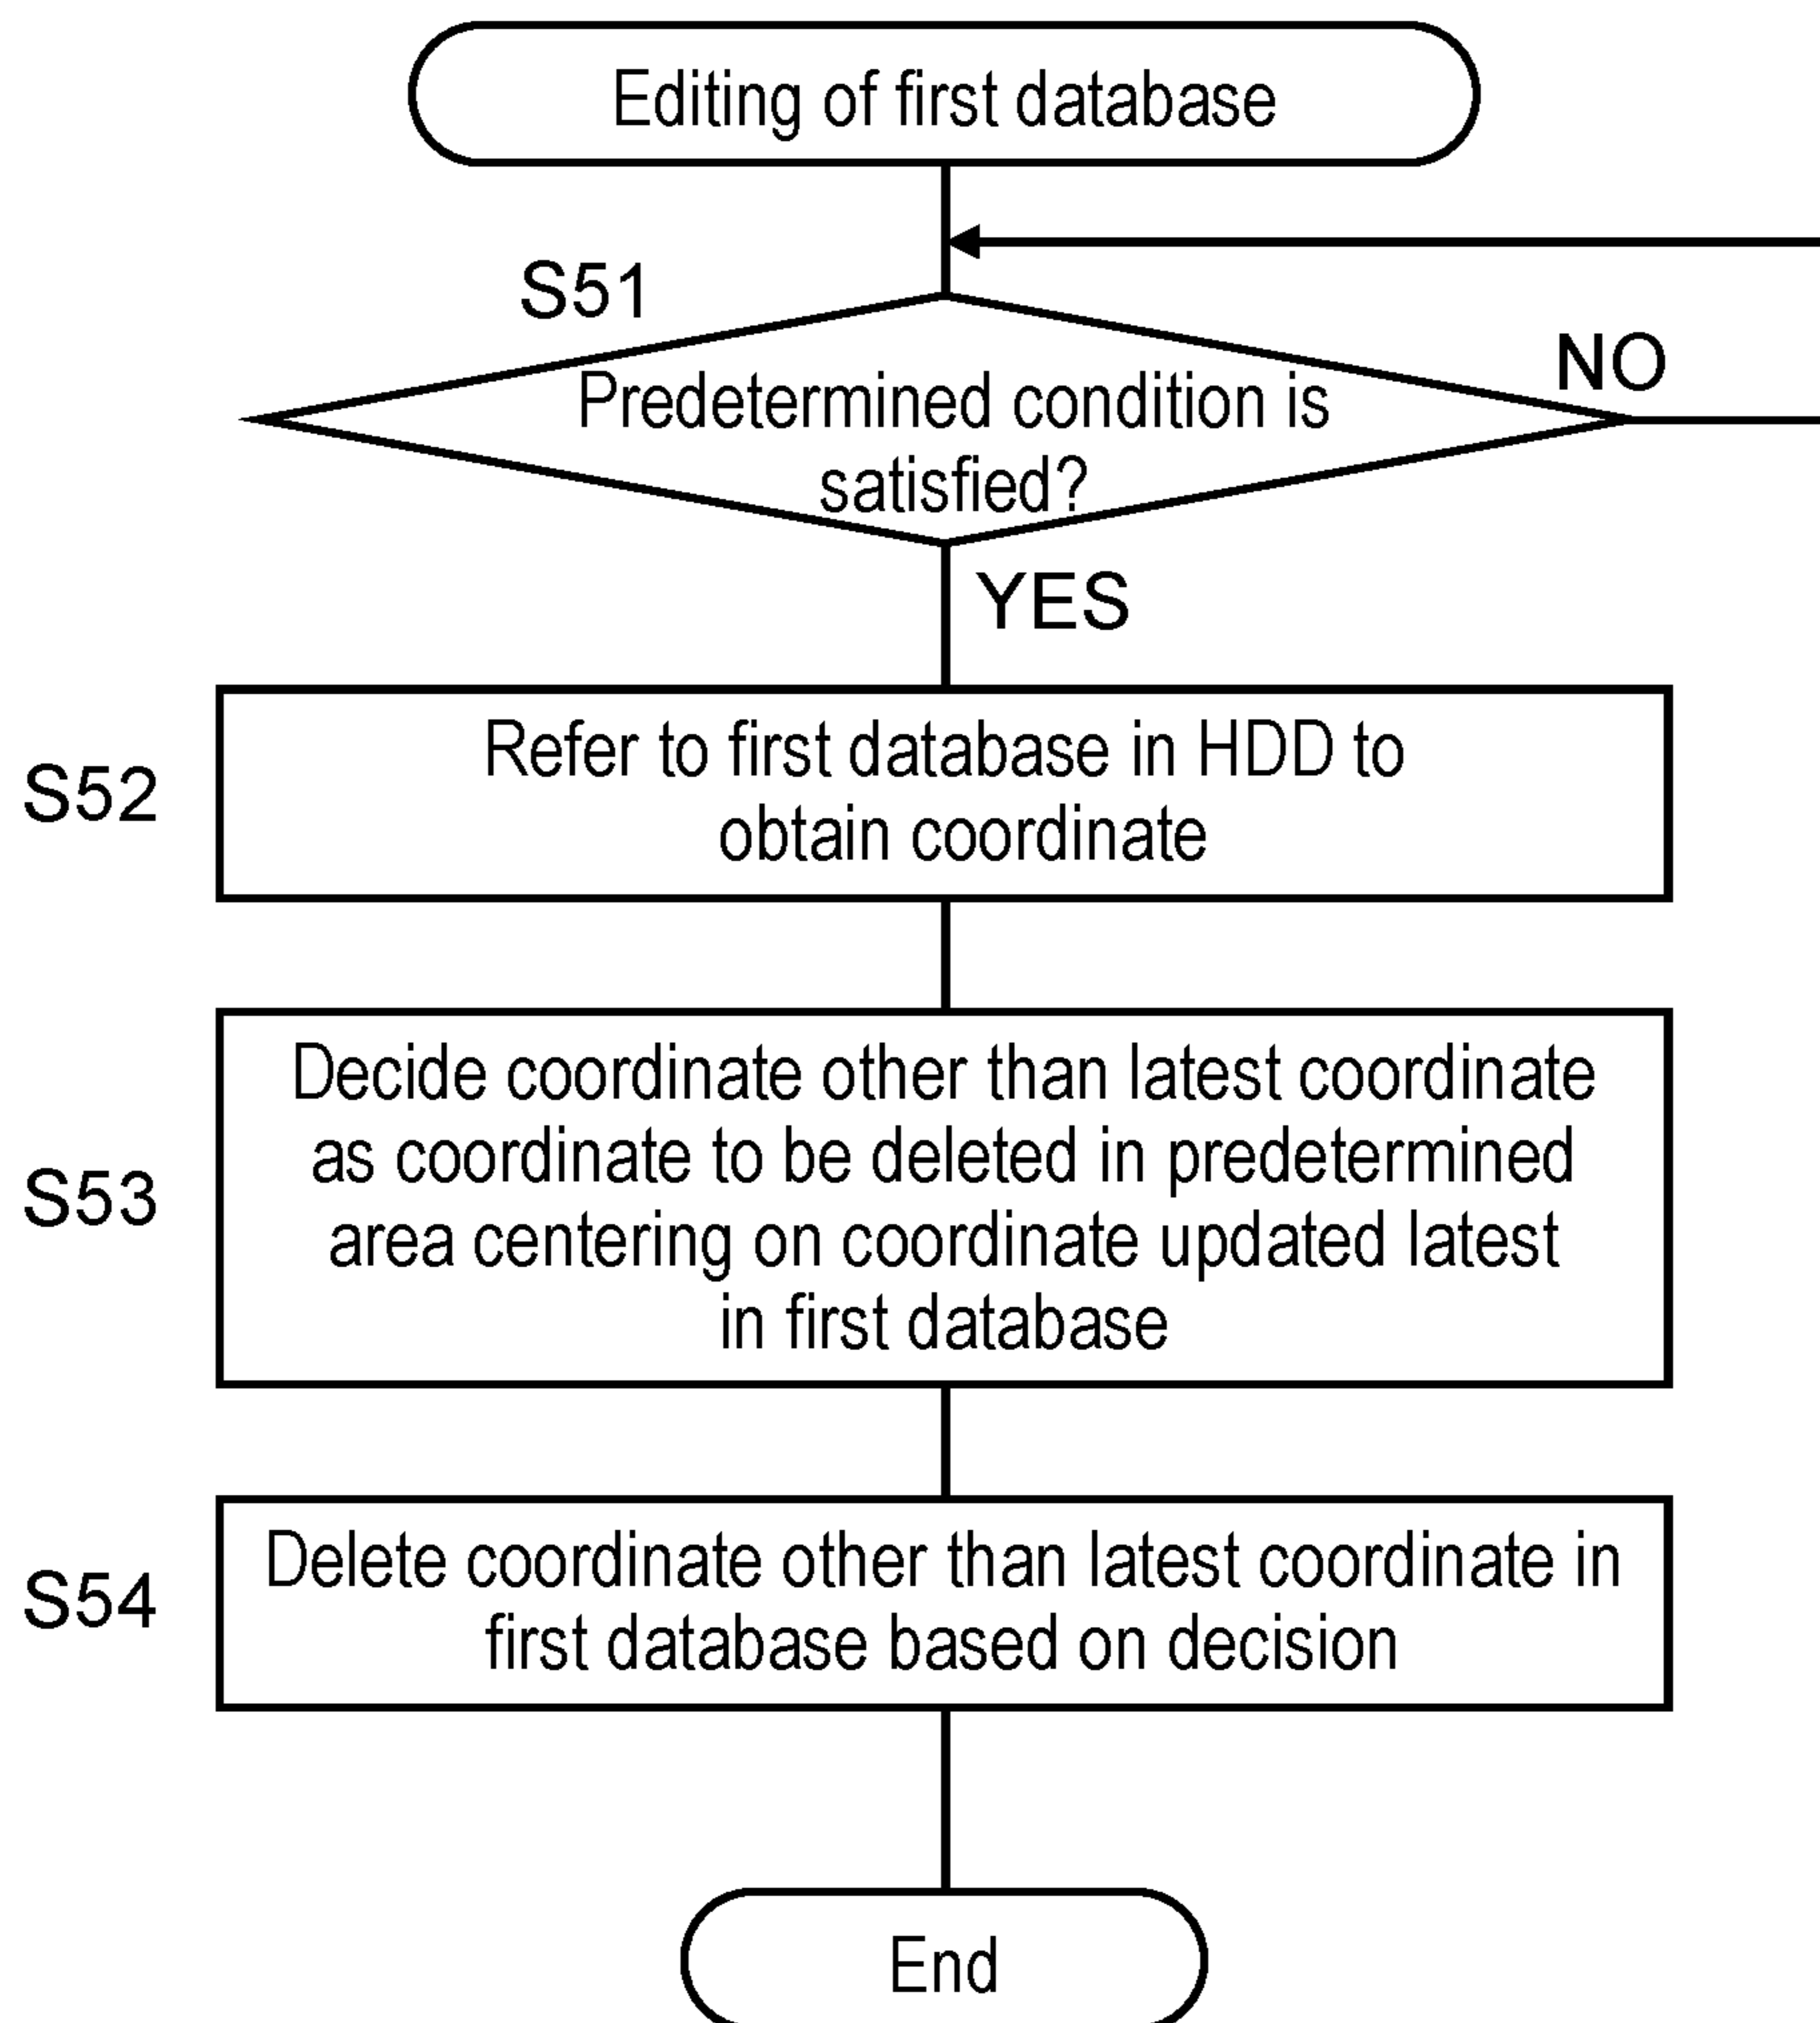 Editing of first database
S51
NO
Predetermined condition is
satisfied?
YES
S52
Refer to first database in HDD to
obtain coordinate
S53
Decide coordinate other than latest coordinate
as coordinate to be deleted in predetermined
area centering on coordinate updated latest
in first database
S54
Delete coordinate other than latest coordinate in
first database based on decision
End